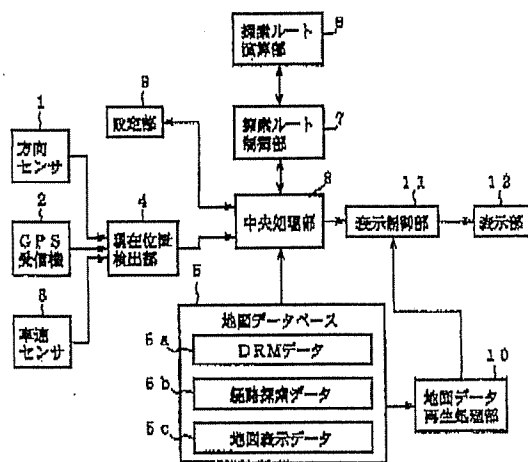 探索ルート
演算部
探索ルート
制御部
7
9
設定部
1
方向
センサ
2
GPS
受信機
車速
センサ
4
現在位置
検出部
中央処理部
11
表示制御部
12
表示部
5
地図データベース
5a
DRMデータ
5b
経路探索データ
5c
地図表示データ
10
地図データ
再生処理部